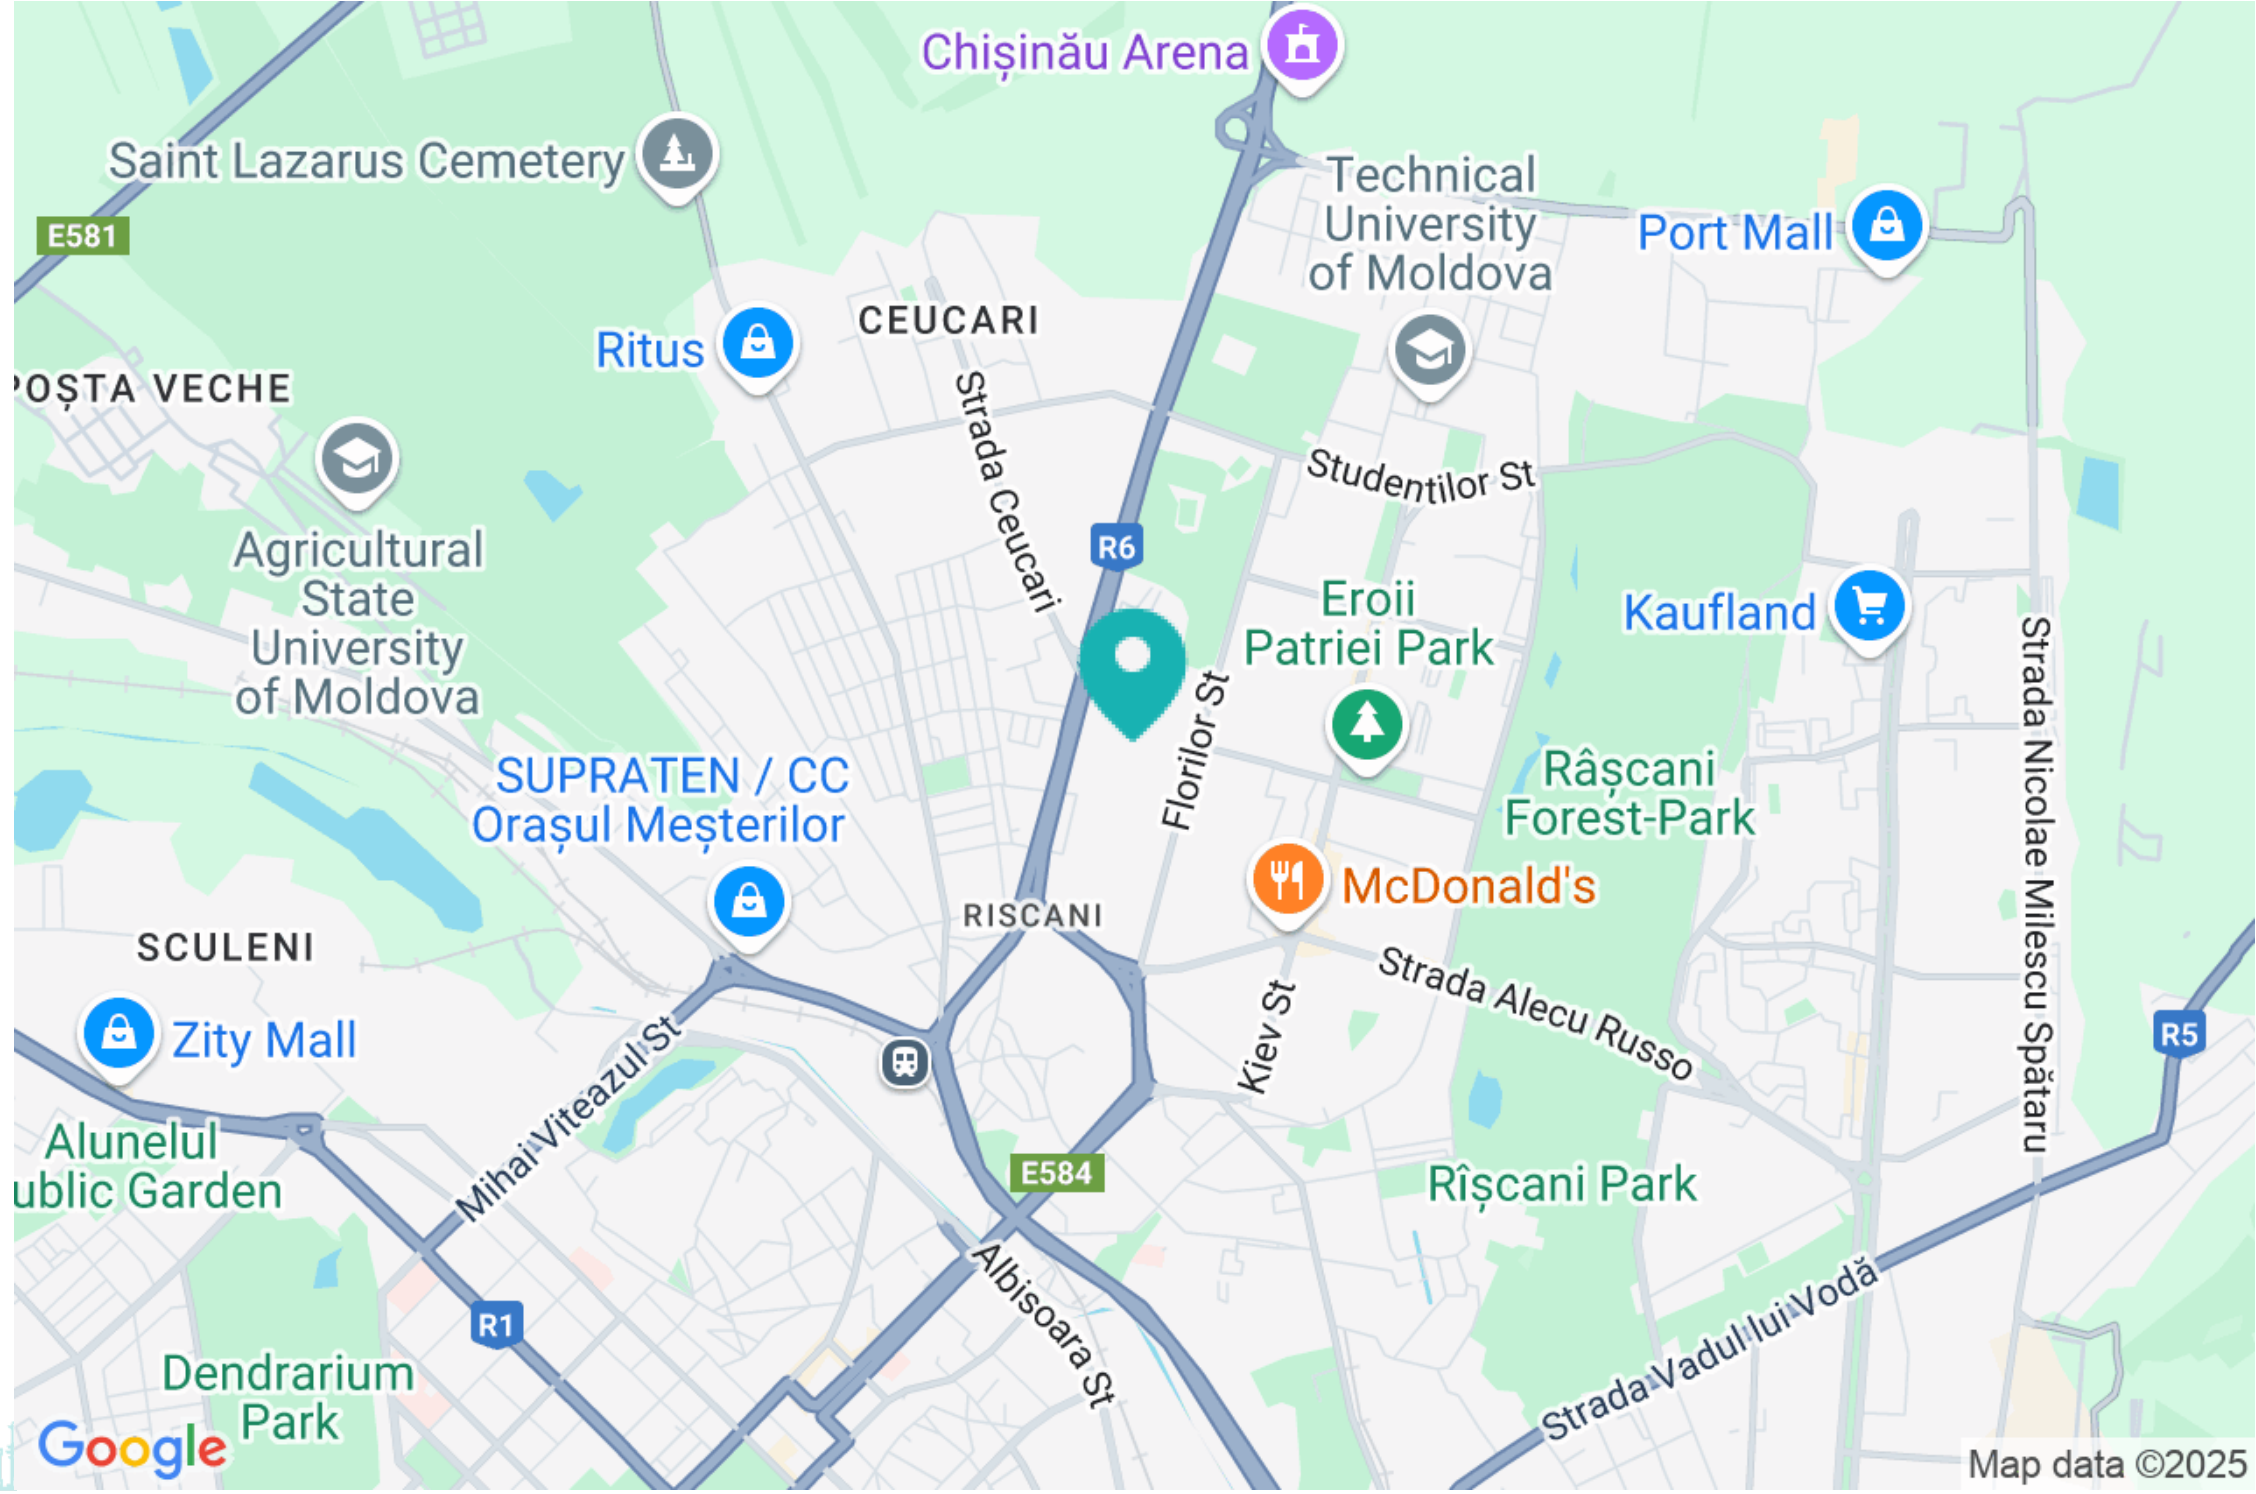 Chișinău Arena
Saint Lazarus Cemetery
Technical
University
of Moldova
Port Mall
E581
CEUCARI
Ritus
POȘTA VECHE
Strada Ceucari
Studentilor St
R6
Agricultural
State
University
of Moldova
Eroii
Patriei Park
Kaufland
Strada Nicolae Milescu Spătaru
Florilor St
SUPRATEN / CC
Orașul Meșterilor
Râșcani
Forest-Park
McDonald's
RISCANI
SCULENI
Strada Alecu Russo
Zity Mall
Kiev St
R5
Mihai Viteazul St
Alunelul
ublic Garden
E584
Rîșcani Park
Albisoara St
R1
Strada Vadul lui Vodă
Dendrarium
Park
Google
Map data ©2025